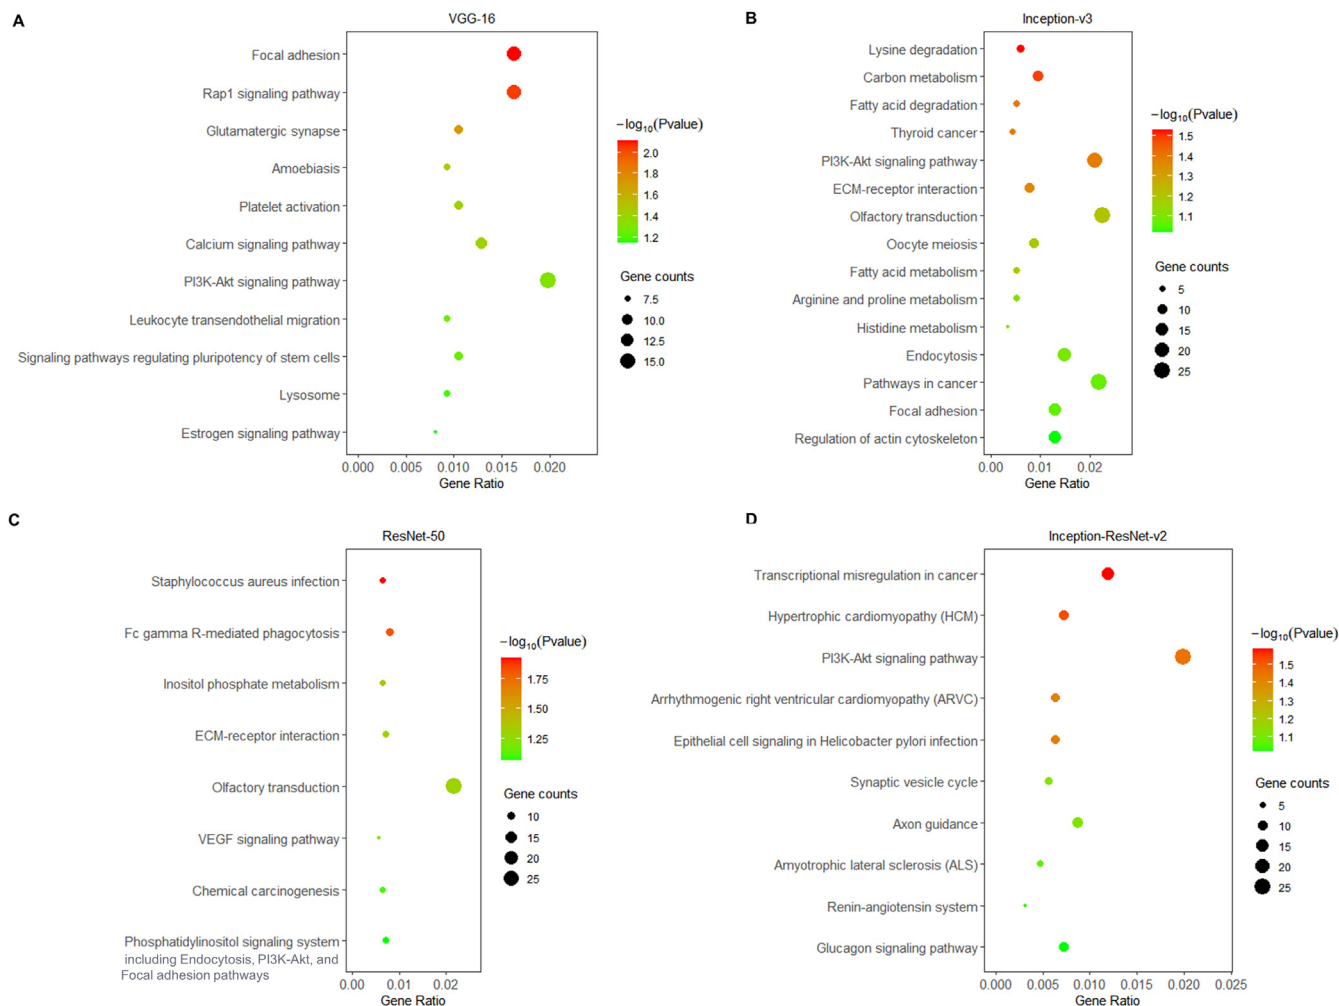 A
VGG-16
Focal adhesion
Rap1 signaling pathway
Glutamatergic synapse
Amoebiasis
Platelet activation
Calcium signaling pathway
PI3K-Akt signaling pathway
Leukocyte transendothelial migration
Signaling pathways regulating pluripotency of stem cells
Lysosome
Estrogen signaling pathway
0.000 0.005 0.010 0.015 0.020
Gene Ratio
−log10(Pvalue)
2.0
1.8
1.6
1.4
1.2
Gene counts
7.5
10.0
12.5
15.0
B
Inception-v3
Lysine degradation
Carbon metabolism
Fatty acid degradation
Thyroid cancer
PI3K-Akt signaling pathway
ECM-receptor interaction
Olfactory transduction
Oocyte meiosis
Fatty acid metabolism
Arginine and proline metabolism
Histidine metabolism
Endocytosis
Pathways in cancer
Focal adhesion
Regulation of actin cytoskeleton
0.00 0.01 0.02
Gene Ratio
−log10(Pvalue)
1.5
1.4
1.3
1.2
1.1
Gene counts
5
10
15
20
25
C
ResNet-50
Staphylococcus aureus infection
Fc gamma R-mediated phagocytosis
Inositol phosphate metabolism
ECM-receptor interaction
Olfactory transduction
VEGF signaling pathway
Chemical carcinogenesis
Phosphatidylinositol signaling system
including Endocytosis, PI3K-Akt, and
Focal adhesion pathways
0.00 0.01 0.02
Gene Ratio
−log10(Pvalue)
1.75
1.50
1.25
Gene counts
10
15
20
25
D
Inception-ResNet-v2
Transcriptional misregulation in cancer
Hypertrophic cardiomyopathy (HCM)
PI3K-Akt signaling pathway
Arrhythmogenic right ventricular cardiomyopathy (ARVC)
Epithelial cell signaling in Helicobacter pylori infection
Synaptic vesicle cycle
Axon guidance
Amyotrophic lateral sclerosis (ALS)
Renin-angiotensin system
Glucagon signaling pathway
0.000 0.005 0.010 0.015 0.020 0.025
Gene Ratio
−log10(Pvalue)
1.5
1.4
1.3
1.2
1.1
Gene counts
5
10
15
20
25